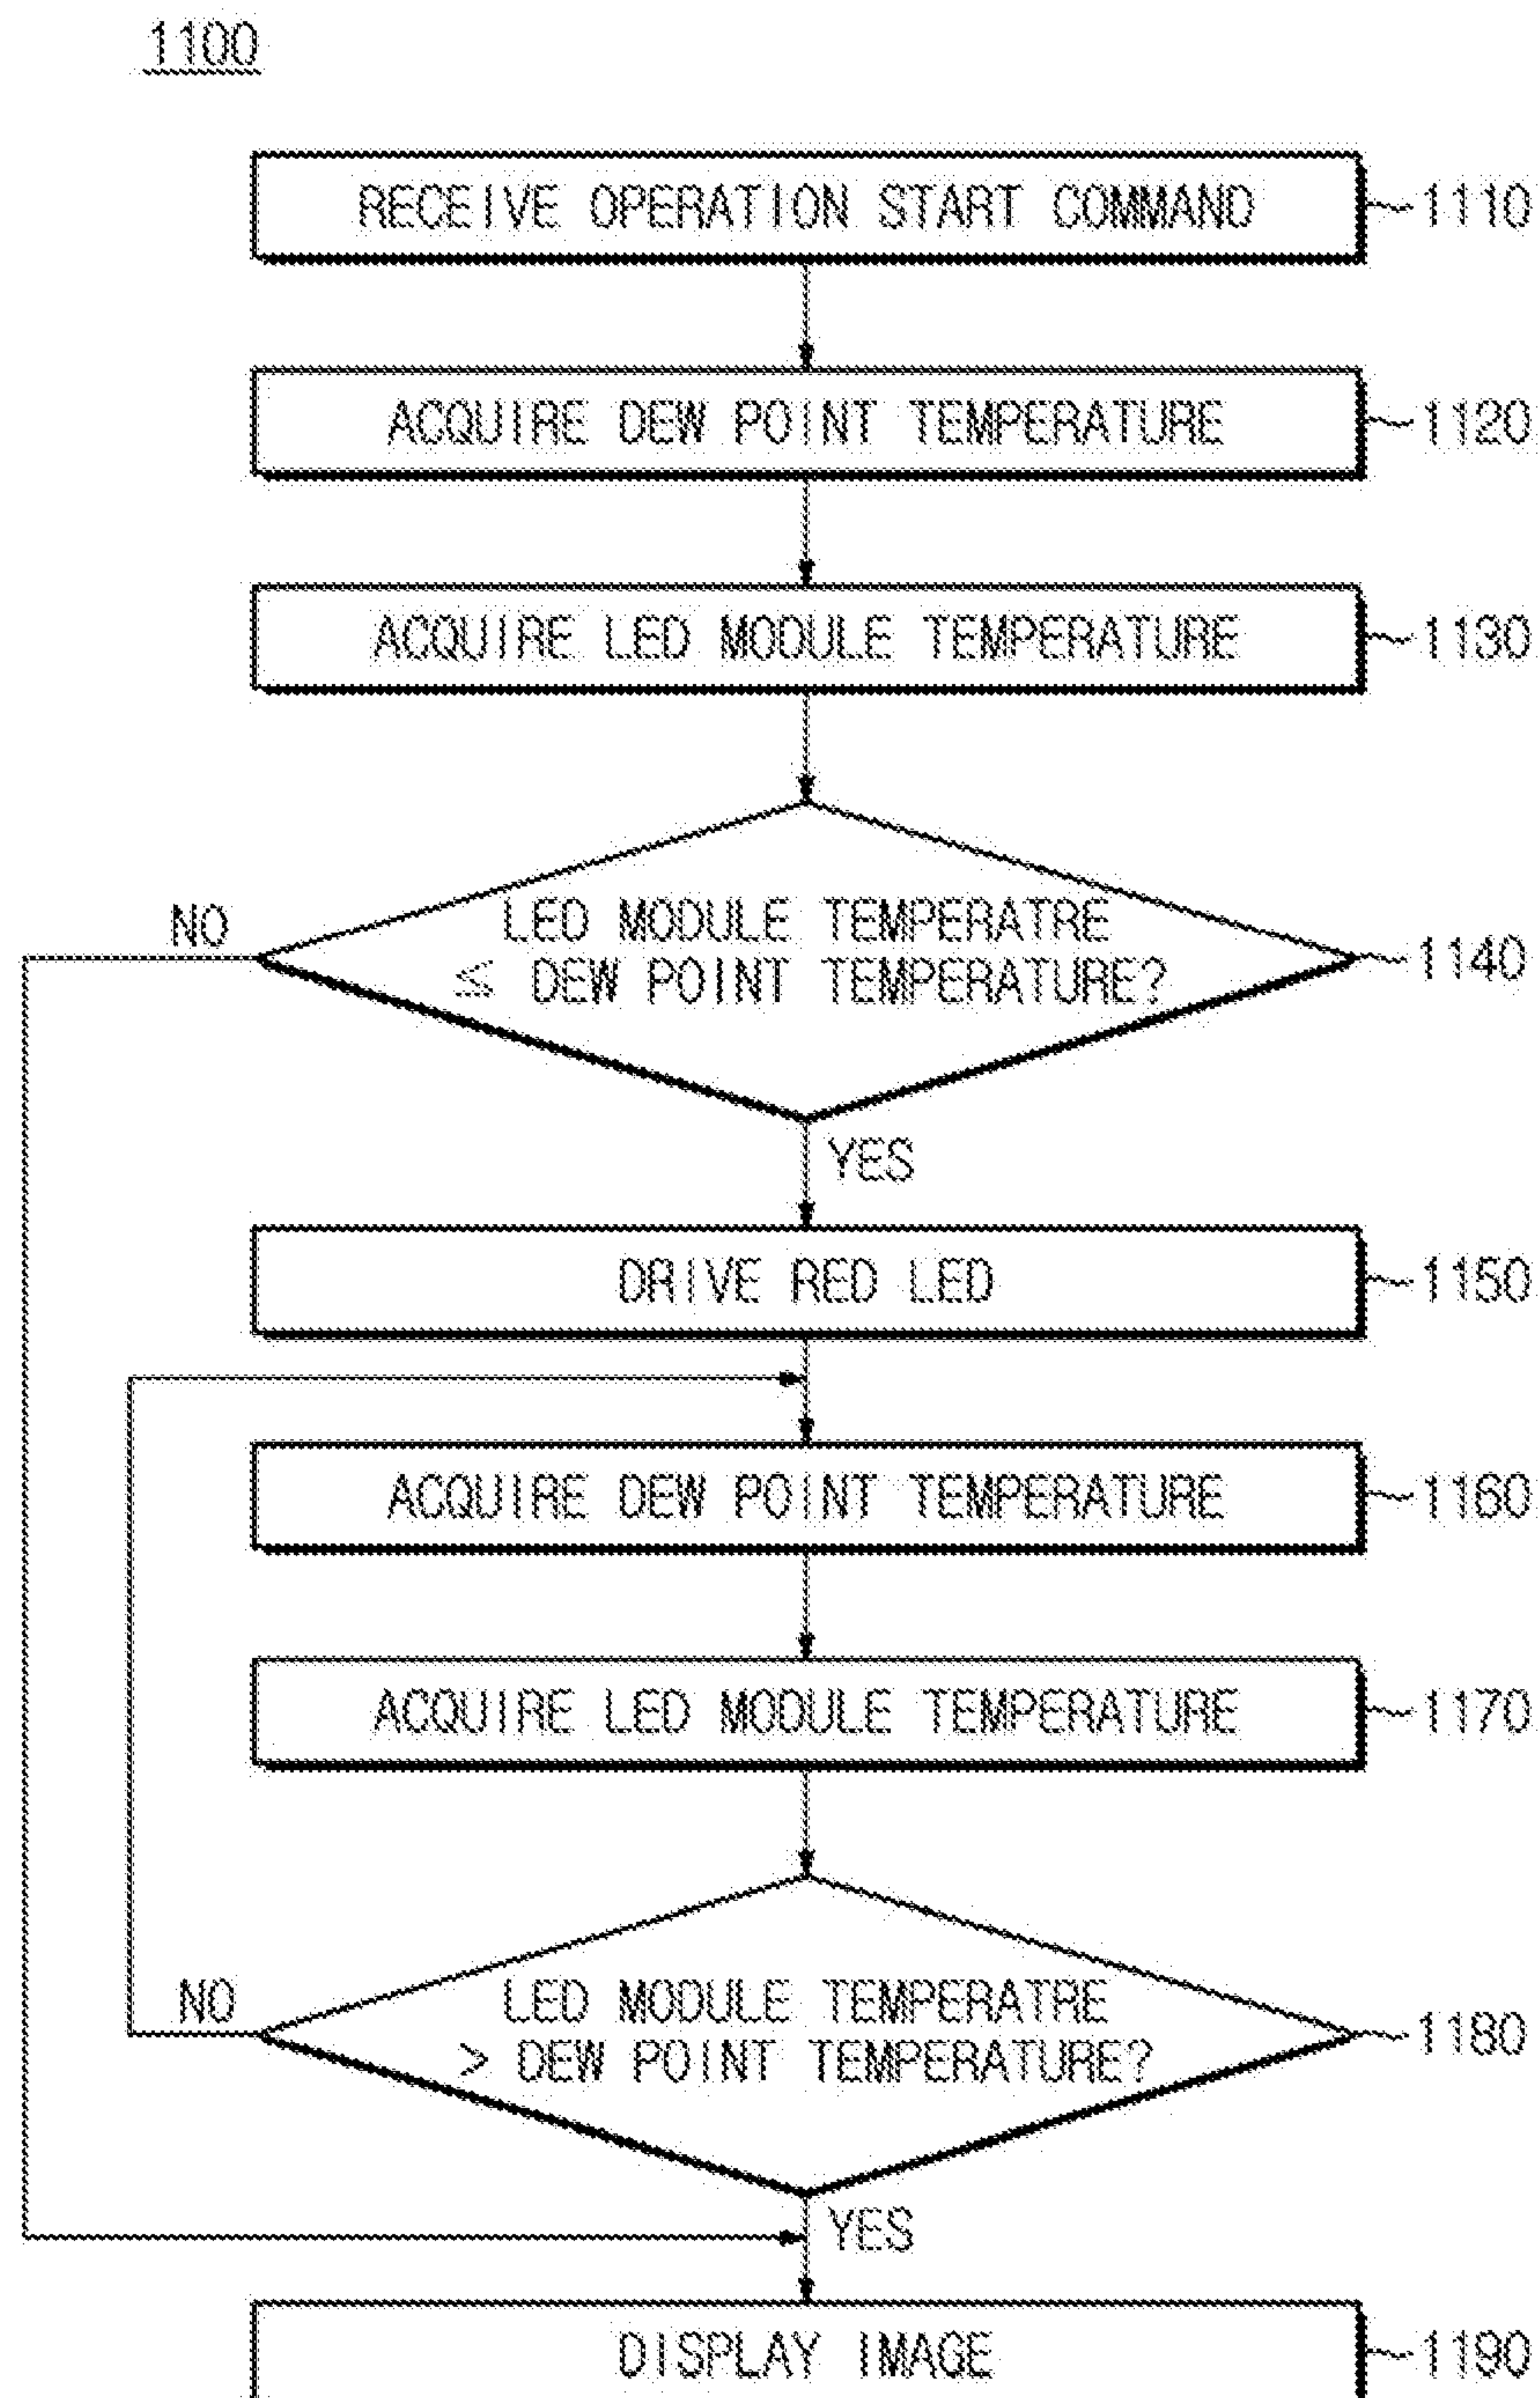 1100
RECEIVE OPERATION START COMMAND
1110
ACQUIRE DEW POINT TEMPERATURE
1120
ACQUIRE LED MODULE TEMPERATURE
1130
LED MODULE TEMPERATRE
≤ DEW POINT TEMPERATURE?
1140
NO
YES
DRIVE RED LED
1150
ACQUIRE DEW POINT TEMPERATURE
1160
ACQUIRE LED MODULE TEMPERATURE
1170
LED MODULE TEMPERATRE
> DEW POINT TEMPERATURE?
1180
NO
YES
DISPLAY IMAGE
1190